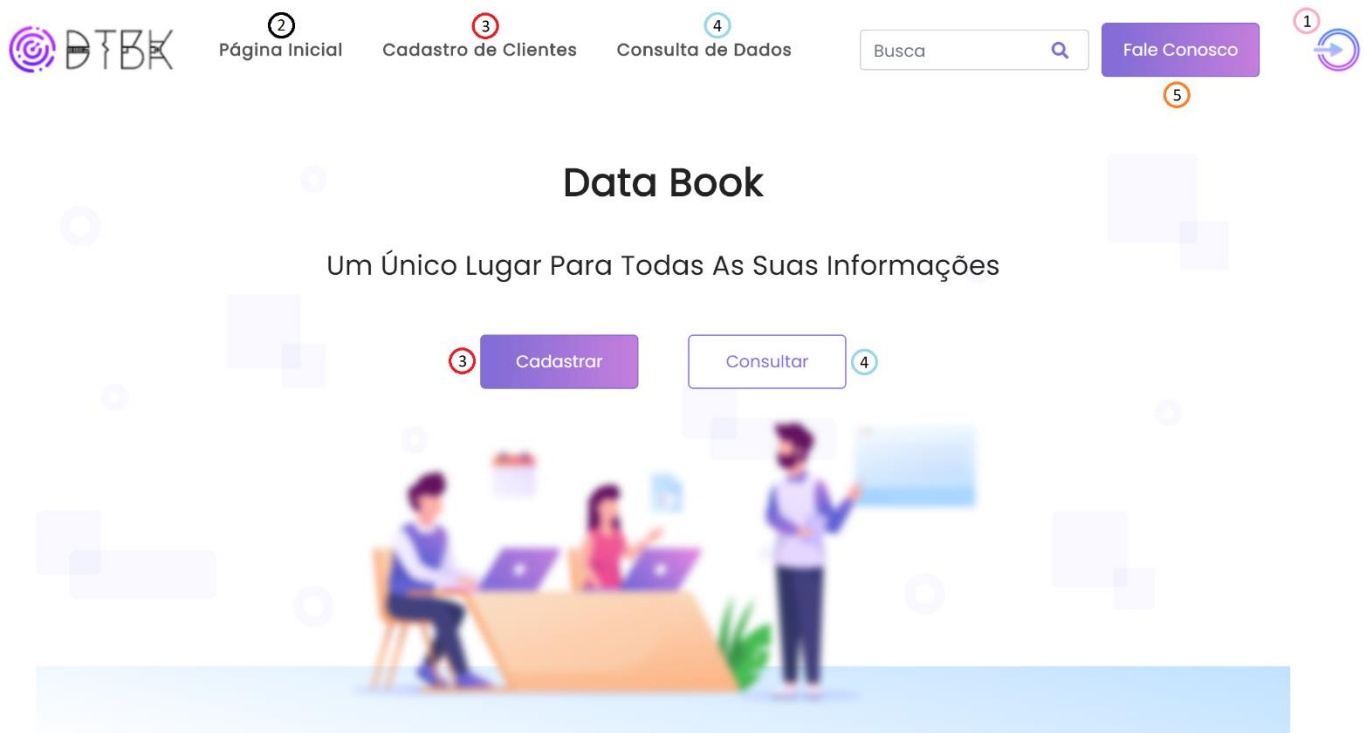 2 3 4 1
DTBK Página Inicial Cadastro de Clientes Consulta de Dados Busca Fale Conosco
5
Data Book
Um Único Lugar Para Todas As Suas Informações
3 Cadastrar Consultar 4